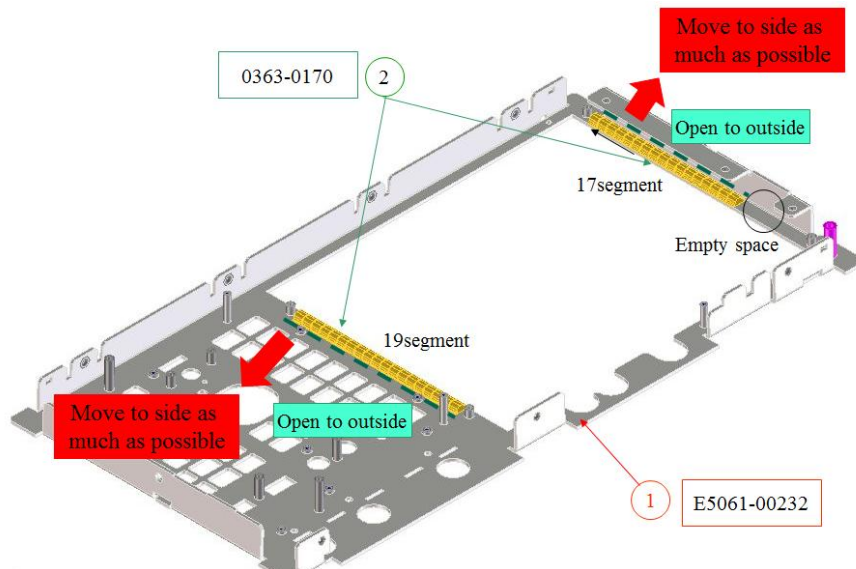 Move to side as
much as possible
0363-0170
2
Open to outside
17segment
Empty space
19segment
Move to side as
much as possible
Open to outside
1
E5061-00232